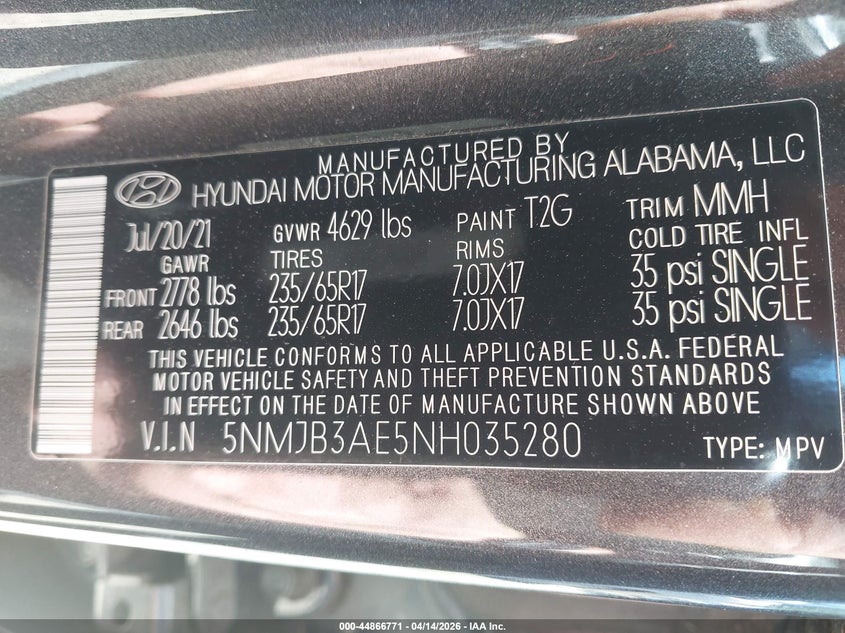 MANUFACTURED BY
HYUNDAI MOTOR MANUFACTURING ALABAMA, LLC
Jul/20/21 GVWR 4629 lbs PAINT T2G TRIM MMH
GAWR TIRES RIMS COLD TIRE INFL
FRONT 2778 lbs 235/65R17 7.0JX17 35 psi SINGLE
REAR 2646 lbs 235/65R17 7.0JX17 35 psi SINGLE
THIS VEHICLE CONFORMS TO ALL APPLICABLE U.S.A. FEDERAL
MOTOR VEHICLE SAFETY AND THEFT PREVENTION STANDARDS
IN EFFECT ON THE DATE OF MANUFACTURE SHOWN ABOVE
V.I.N 5NMJB3AE5NH035280 TYPE: MPV
000-44866771 - 04/14/2026 - IAA Inc.